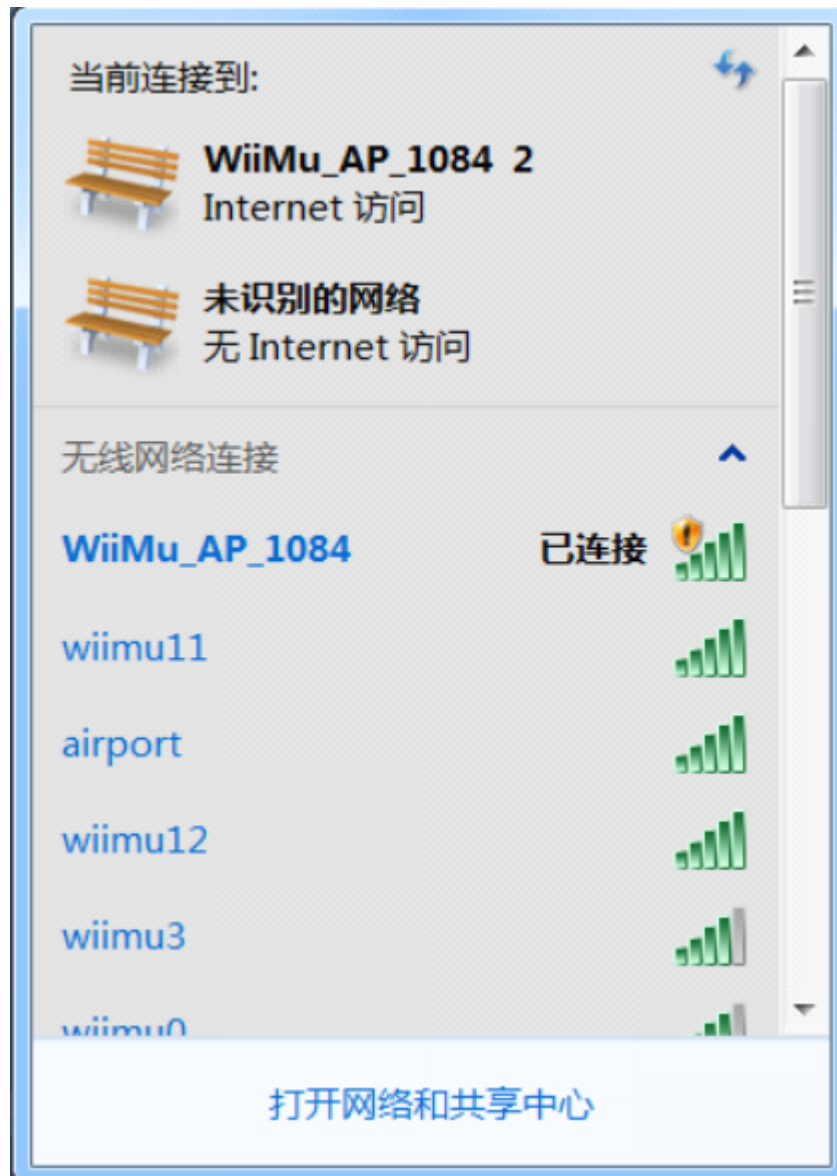 当前连接到:
WiiMu_AP_1084 2
Internet 访问
未识别的网络
无 Internet 访问
无线网络连接
WiiMu_AP_1084 已连接
wiimu11
airport
wiimu12
wiimu3
wiimu0
打开网络和共享中心